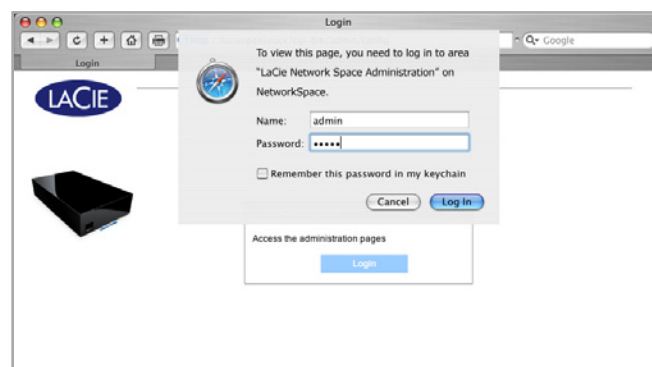 Login
Google
Login
LACIE
To view this page, you need to log in to area
"LaCie Network Space Administration" on
NetworkSpace.
Name: admin
Password: •••••
Remember this password in my keychain
Cancel
Log In
Access the administration pages
Login